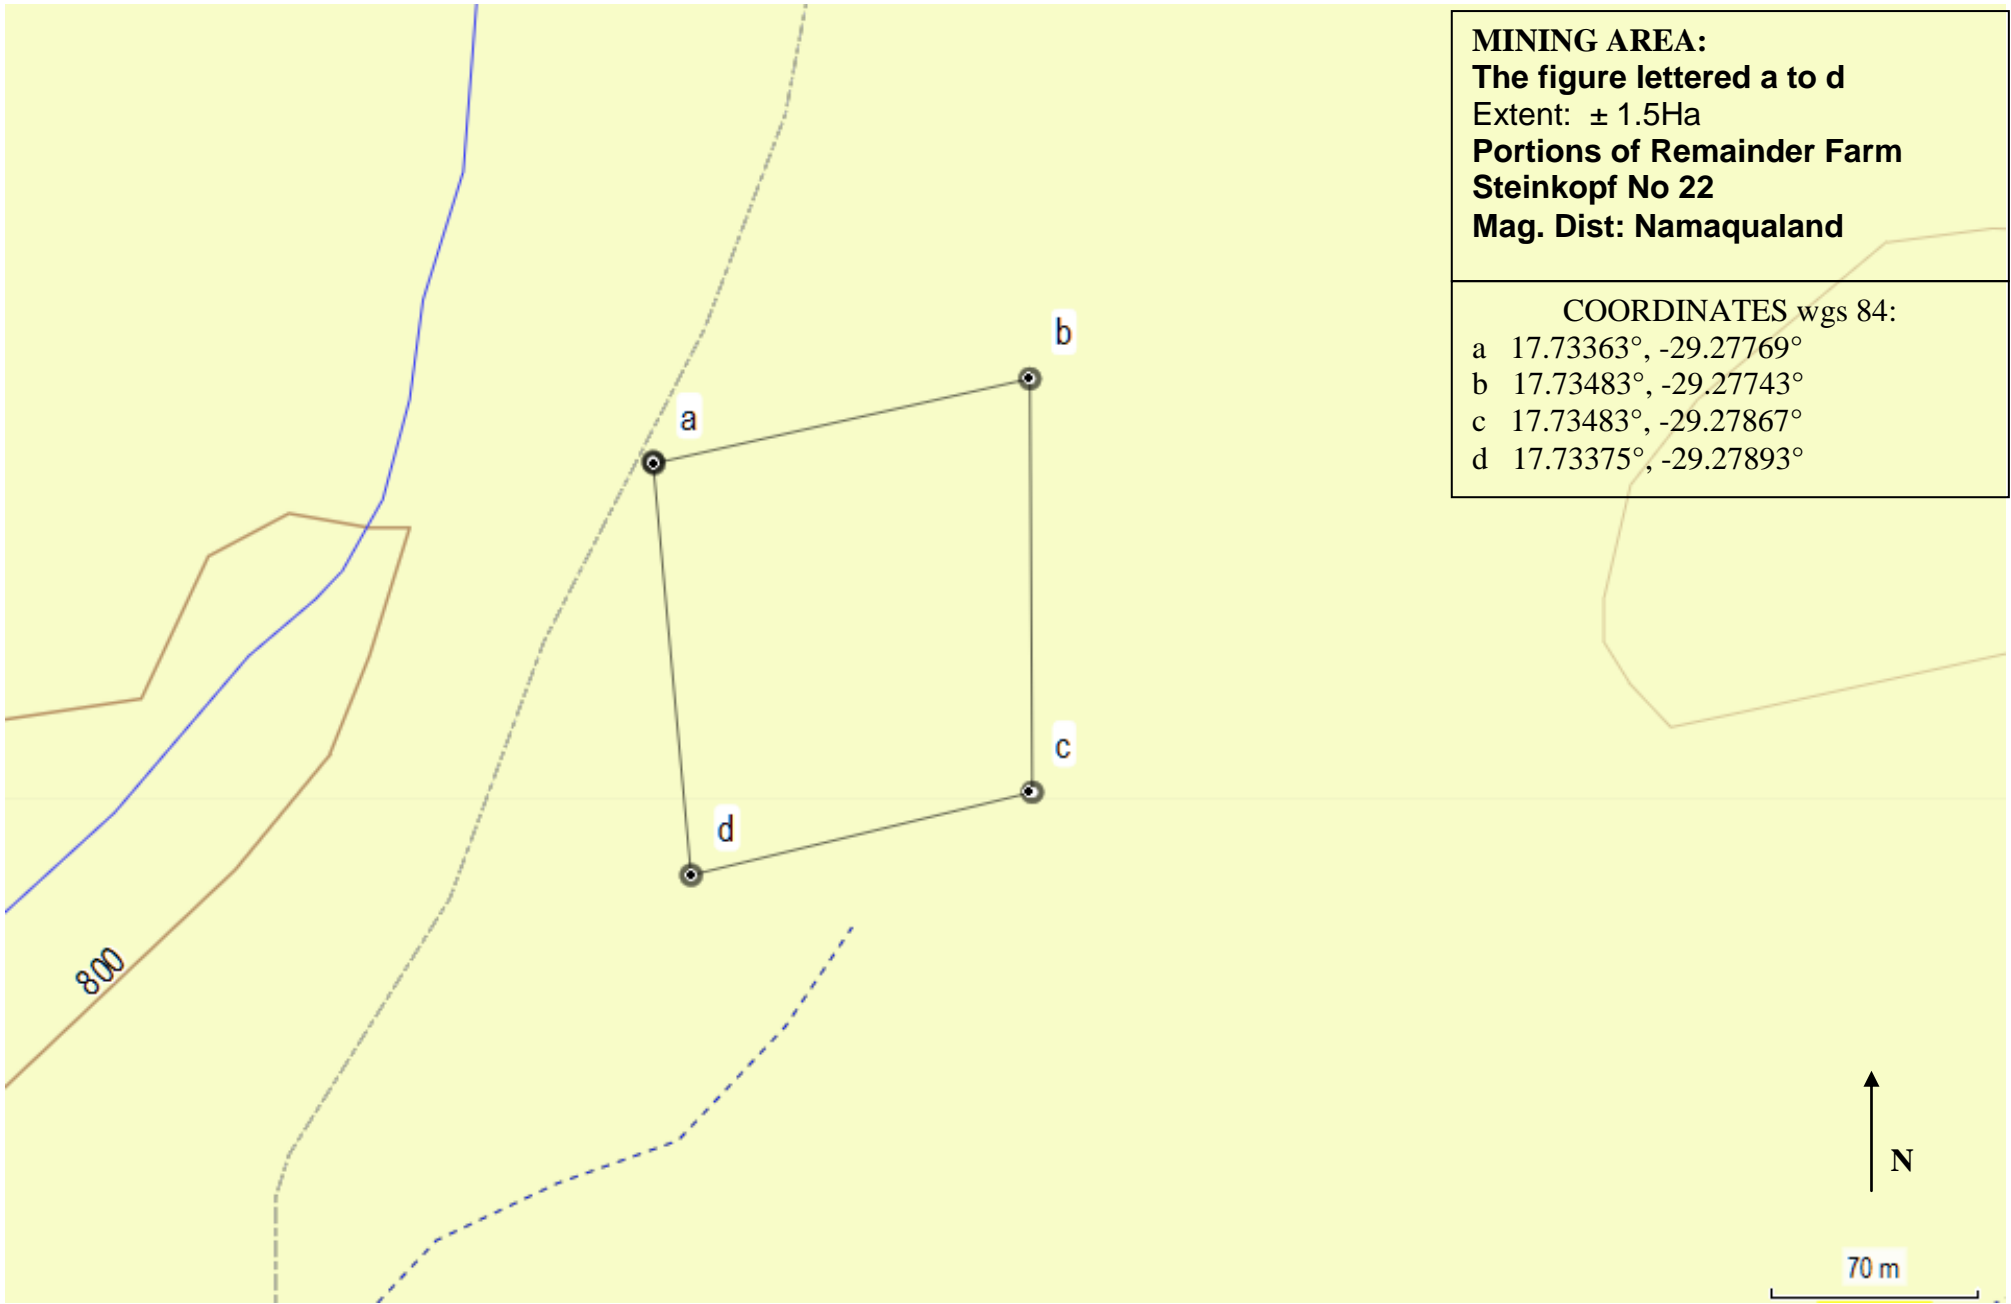 MINING AREA:
The figure lettered a to d
Extent: ± 1.5Ha
Portions of Remainder Farm
Steinkopf No 22
Mag. Dist: Namaqualand
COORDINATES wgs 84:
a 17.73363°, -29.27769°
b 17.73483°, -29.27743°
c 17.73483°, -29.27867°
d 17.73375°, -29.27893°
b
a
c
d
800
N
70 m